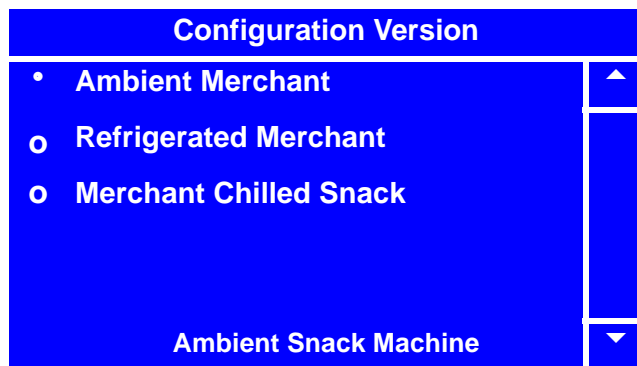 Configuration Version
° Ambient Merchant
o Refrigerated Merchant
o Merchant Chilled Snack
Ambient Snack Machine